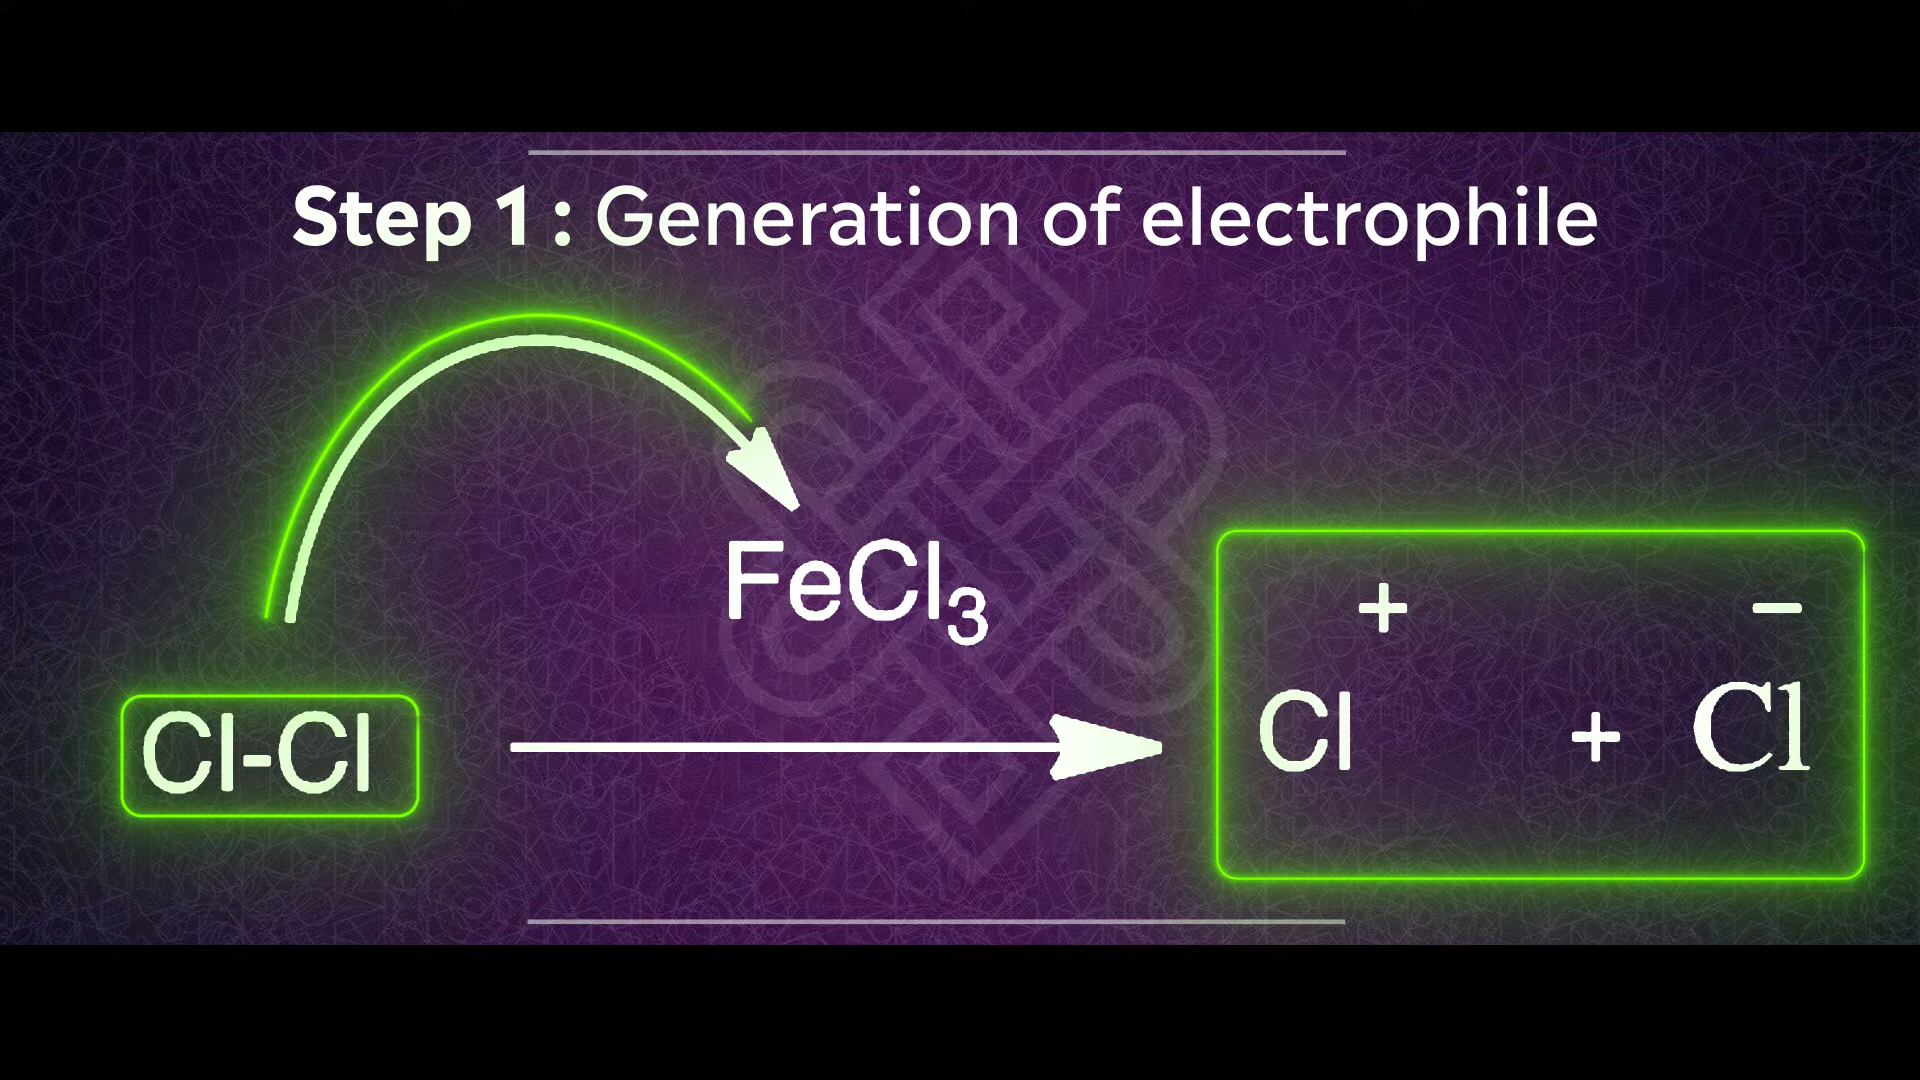 Step 1 : Generation of electrophile
FeCl₃
+ −
Cl-Cl Cl + Cl